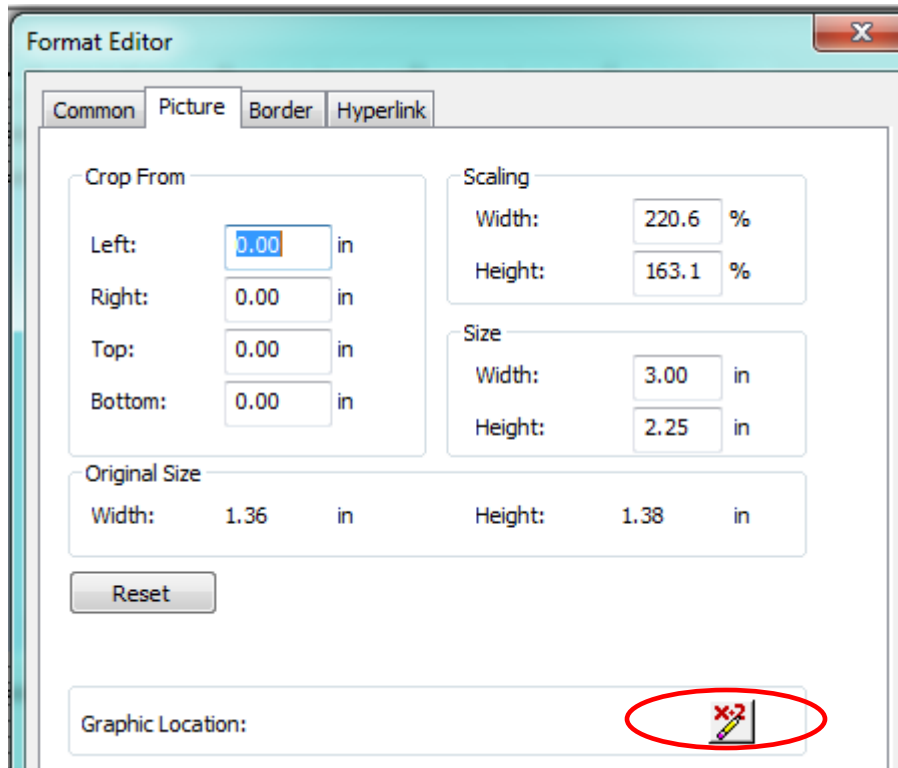 Format Editor
X
Common Picture Border Hyperlink
Crop From
Left: 0.00 in
Right: 0.00 in
Top: 0.00 in
Bottom: 0.00 in
Scaling
Width: 220.6 %
Height: 163.1 %
Size
Width: 3.00 in
Height: 2.25 in
Original Size
Width: 1.36 in Height: 1.38 in
Reset
Graphic Location: X+2